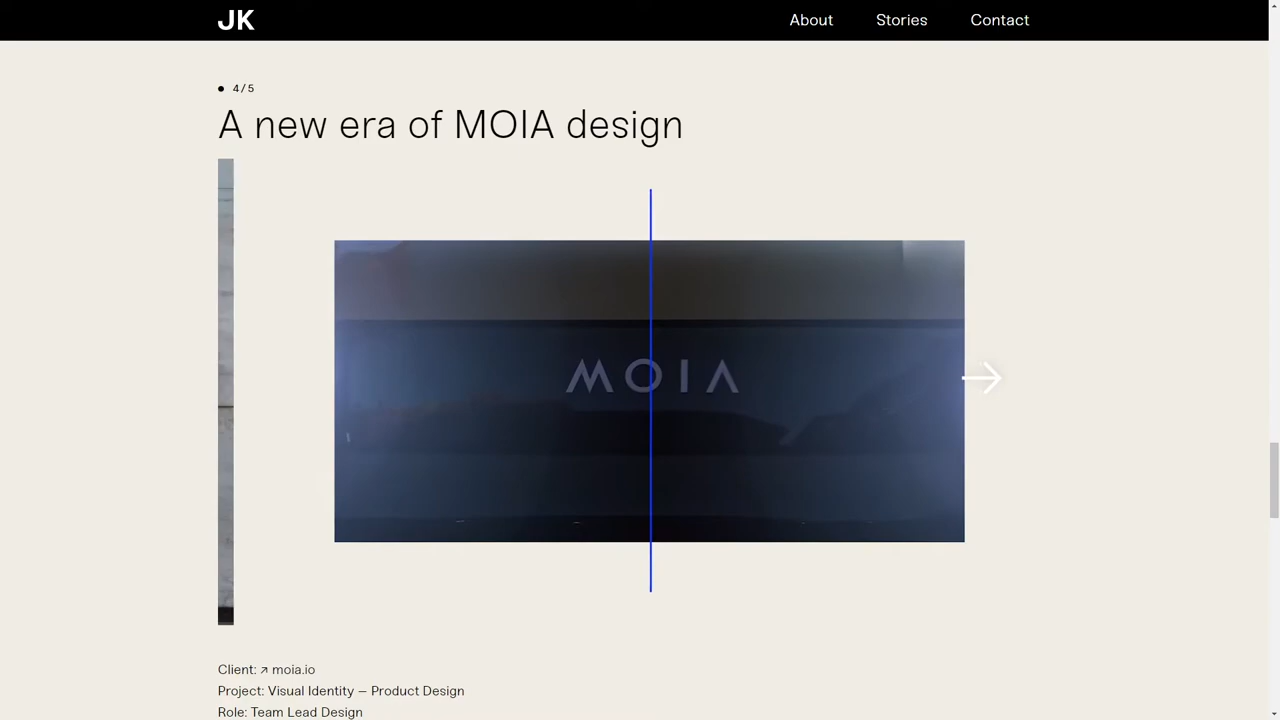 JK
About
Stories
Contact
4/5
A new era of MOIA design
MOIA
Client: ↗ moia.io
Project: Visual Identity – Product Design
Role: Team Lead Design